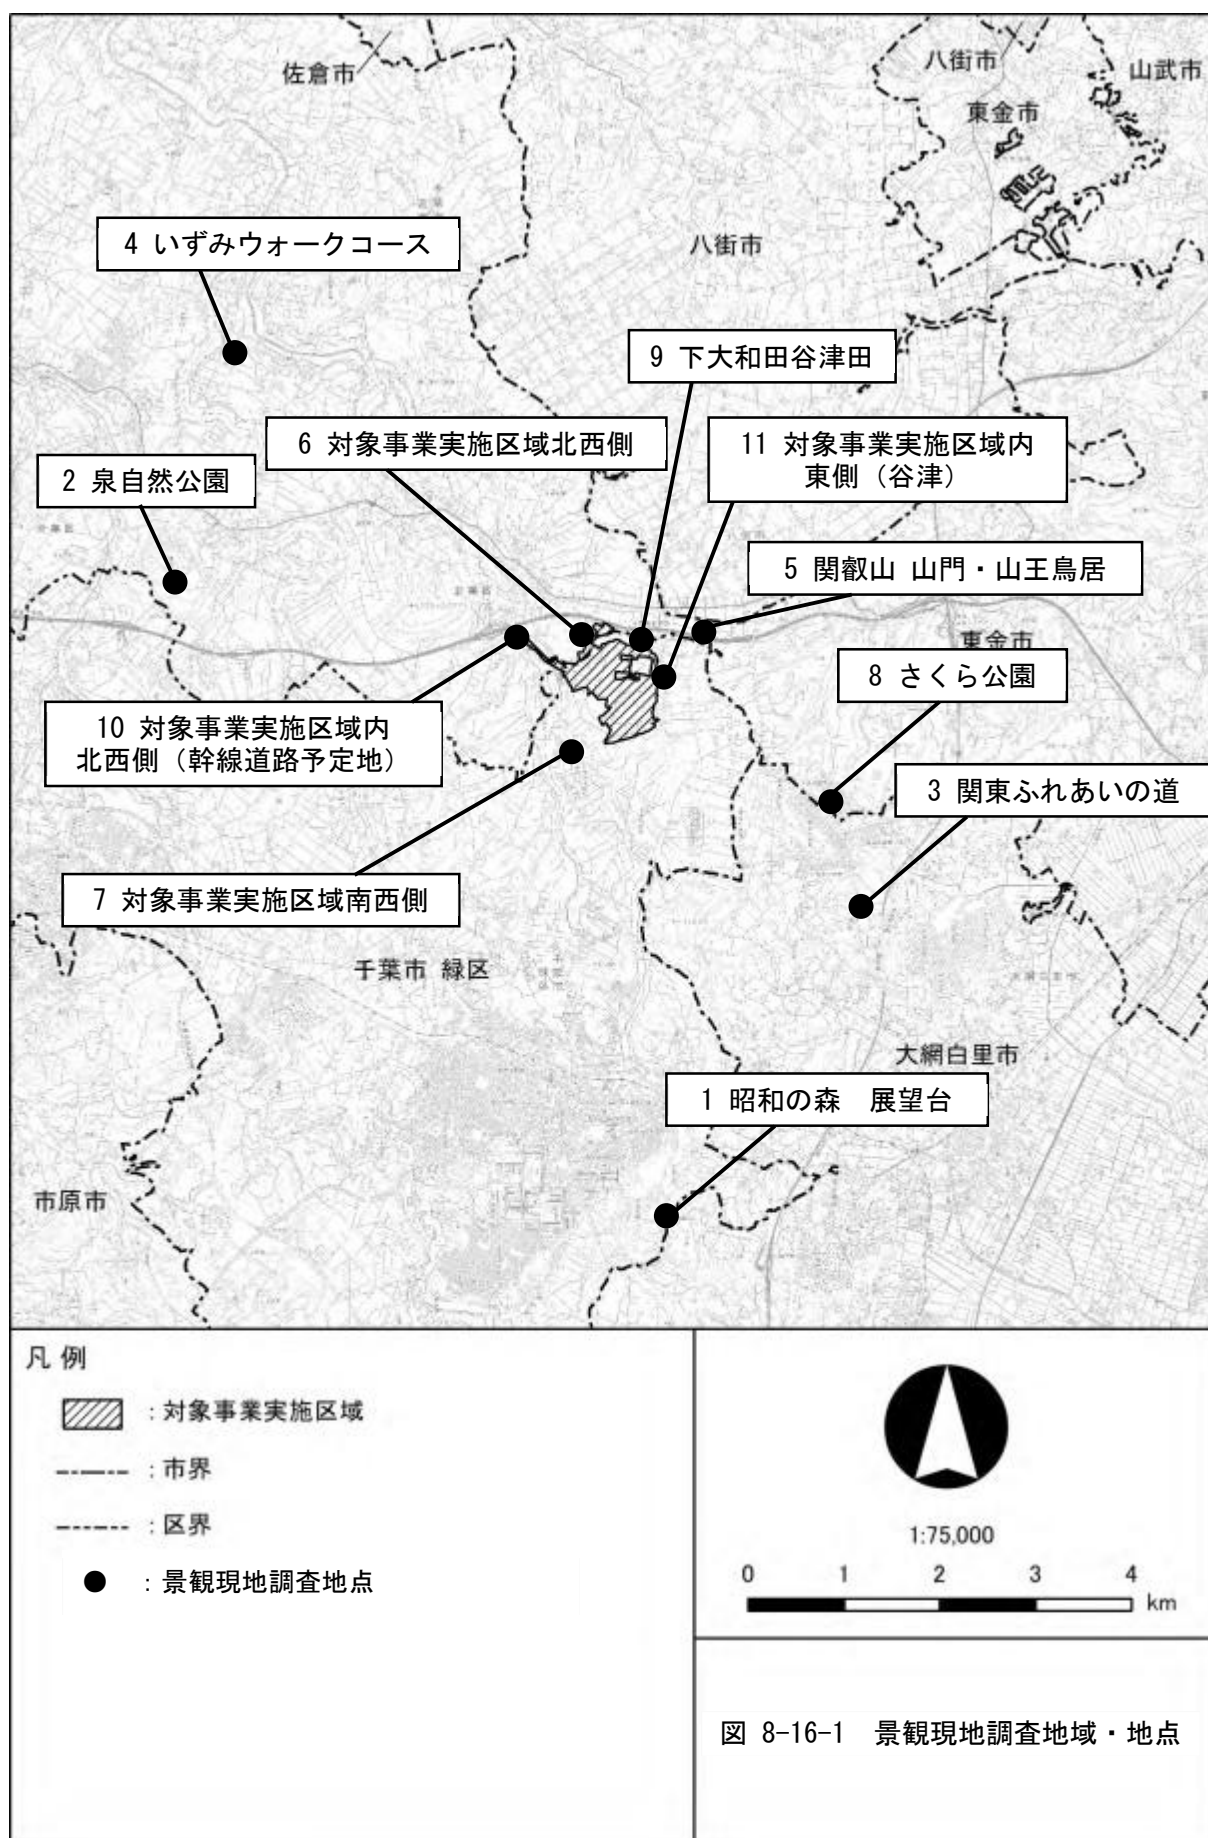 佐倉市
八街市
山武市
東金市
4 いずみウォークコース
八街市
9 下大和田谷津田
6 対象事業実施区域北西側
11 対象事業実施区域内
東側（谷津）
2 泉自然公園
5 関叡山 山門・山王鳥居
東金市
8 さくら公園
10 対象事業実施区域内
北西側（幹線道路予定地）
3 関東ふれあいの道
7 対象事業実施区域南西側
千葉市 緑区
大網白里市
1 昭和の森　展望台
市原市
凡 例
：対象事業実施区域
：市界
：区界
：景観現地調査地点
1:75,000
0 1 2 3 4
km
図 8-16-1　景観現地調査地域・地点